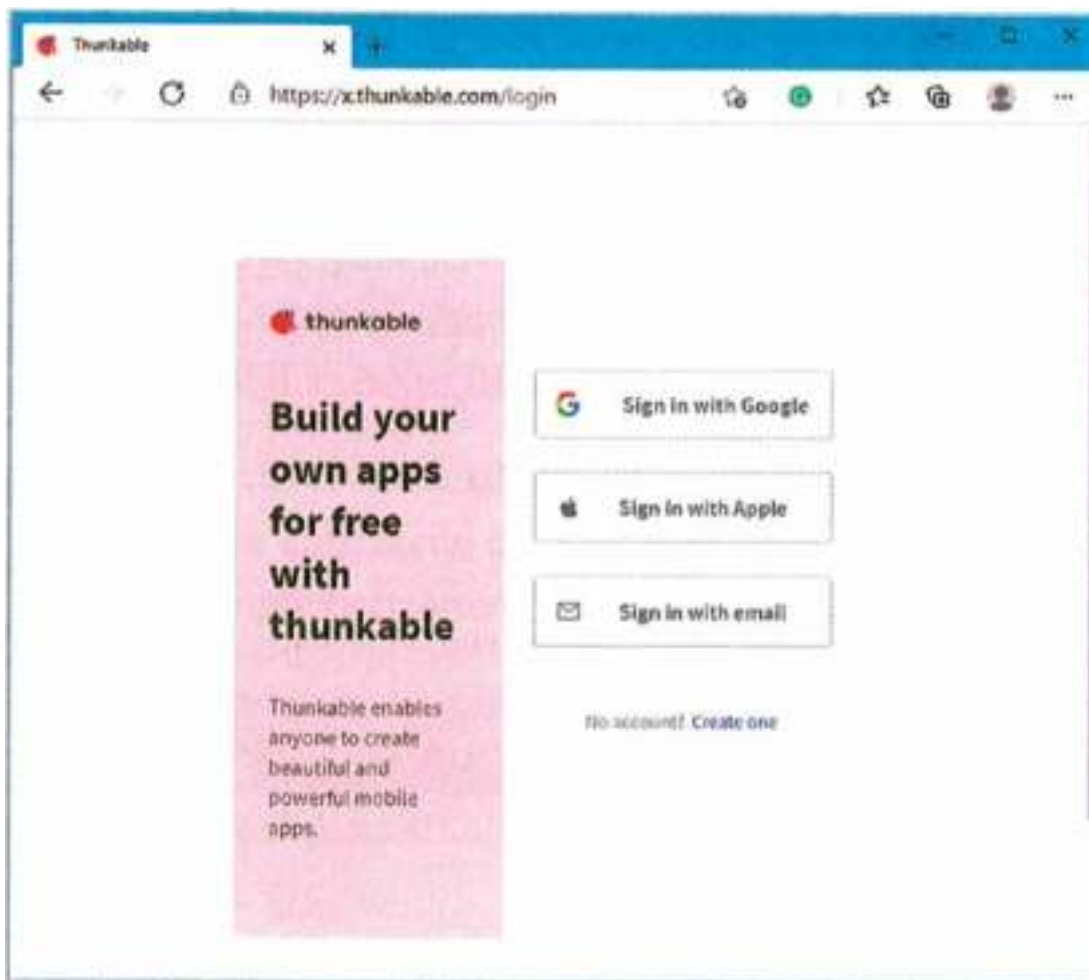 Thunkable
https://x.thunkable.com/login
thunkable
Build your
own apps
for free
with
thunkable
Thunkable enables
anyone to create
beautiful and
powerful mobile
apps.
Sign in with Google
Sign in with Apple
Sign in with email
No account? Create one